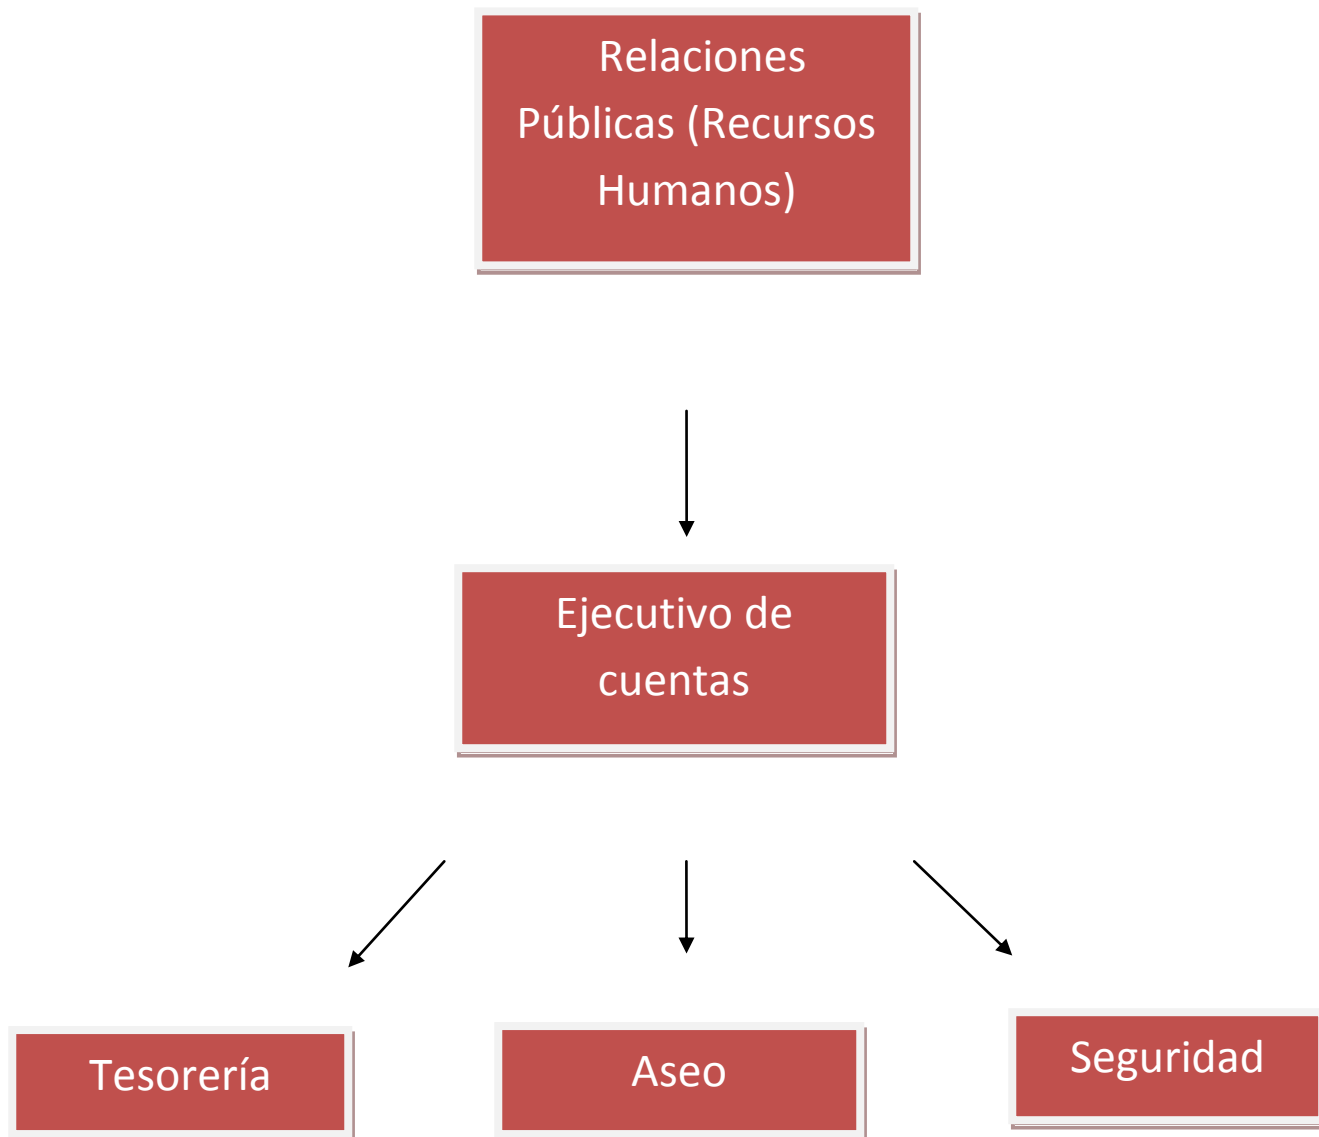 Relaciones
Públicas (Recursos
Humanos)
Ejecutivo de
cuentas
Tesorería
Aseo
Seguridad